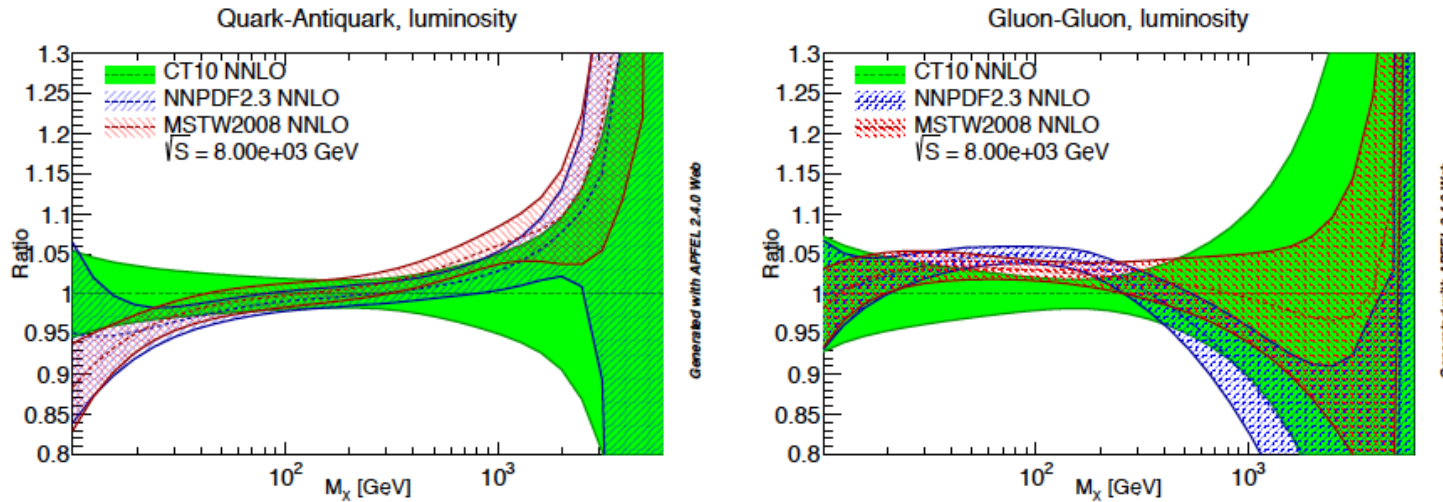 Quark-Antiquark, luminosity
Ratio
1.3
1.25
1.2
1.15
1.1
1.05
1
0.95
0.9
0.85
0.8
CT10 NNLO
NNPDF2.3 NNLO
MSTW2008 NNLO
√S = 8.00e+03 GeV
10²
10³
M_X [GeV]
Generated with APFEL 2.4.0 Web
Gluon-Gluon, luminosity
Ratio
1.3
1.25
1.2
1.15
1.1
1.05
1
0.95
0.9
0.85
0.8
CT10 NNLO
NNPDF2.3 NNLO
MSTW2008 NNLO
√S = 8.00e+03 GeV
10²
10³
M_X [GeV]